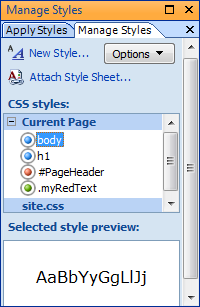 Manage Styles
Apply Styles Manage Styles
New Style... Options
Attach Style Sheet...
CSS styles:
Current Page
body
h1
#PageHeader
.myRedText
site.css
Selected style preview:
AaBbYyGgLlJj